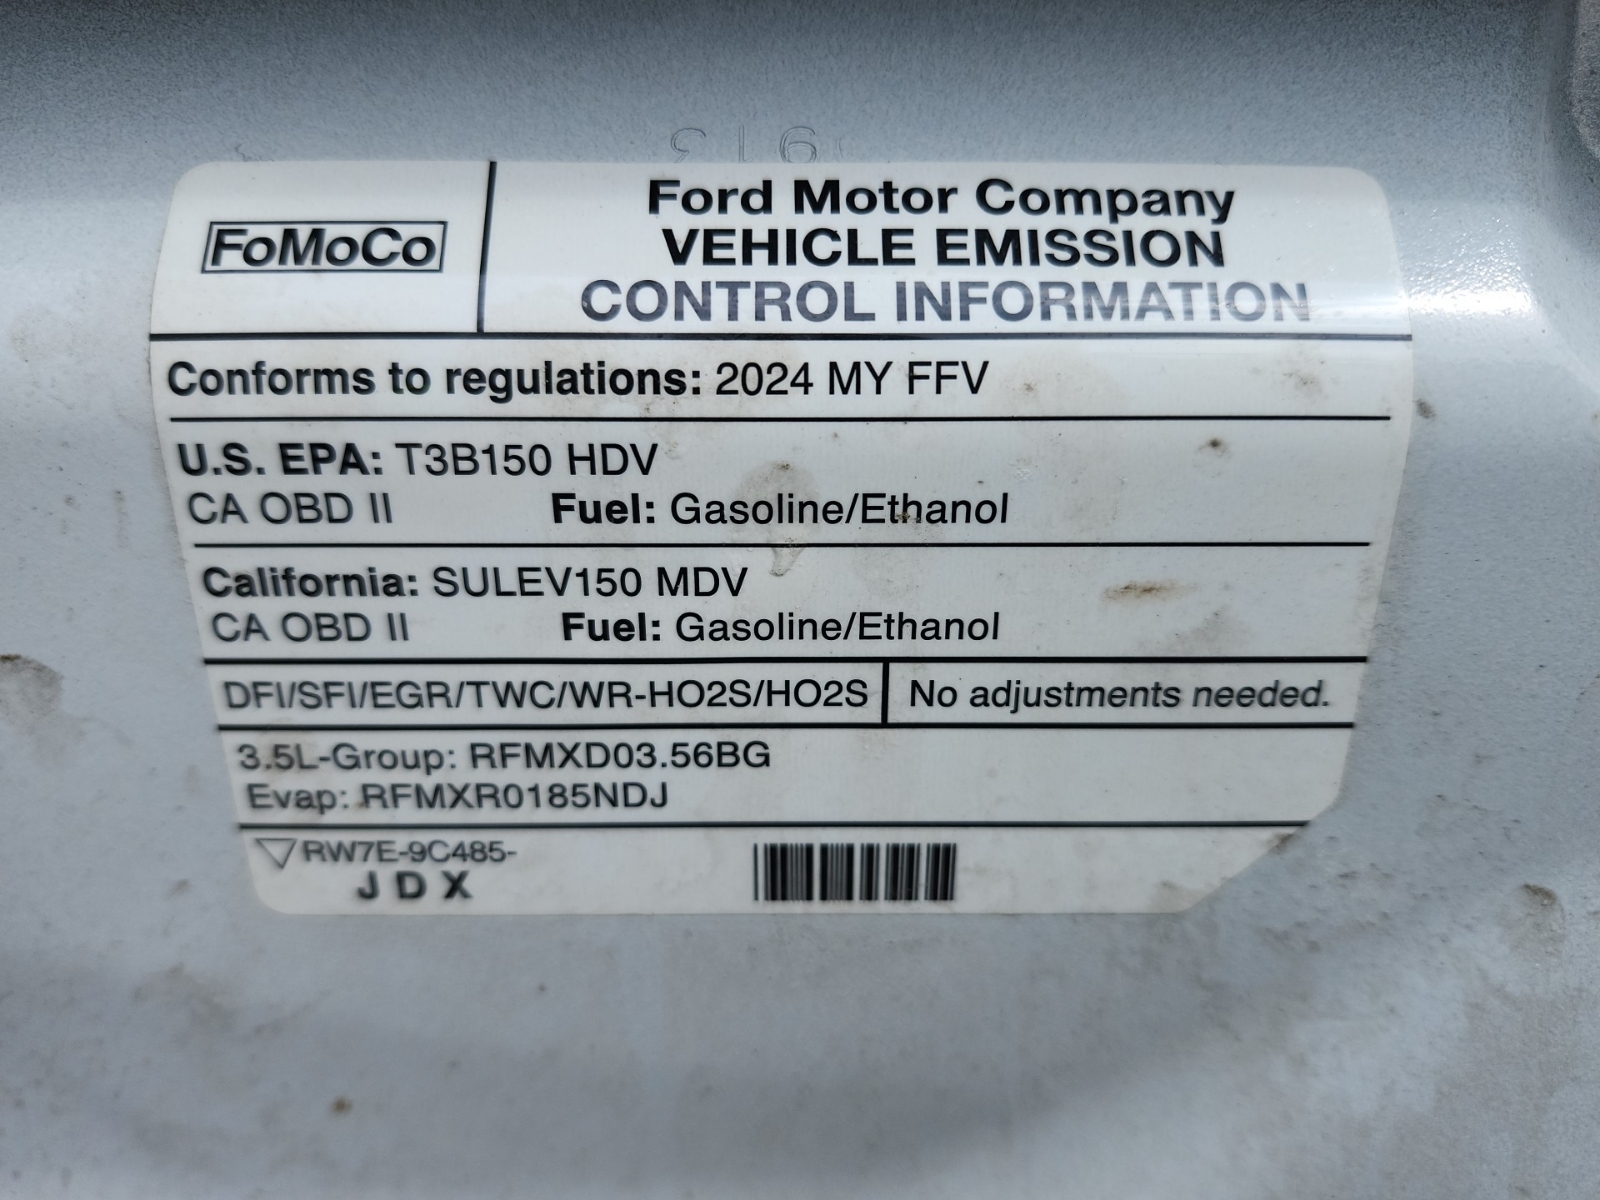 FoMoCo
Ford Motor Company
VEHICLE EMISSION
CONTROL INFORMATION
Conforms to regulations: 2024 MY FFV
U.S. EPA: T3B150 HDV
CA OBD II Fuel: Gasoline/Ethanol
California: SULEV150 MDV
CA OBD II Fuel: Gasoline/Ethanol
DFI/SFI/EGR/TWC/WR-HO2S/HO2S No adjustments needed.
3.5L-Group: RFMXD03.56BG
Evap: RFMXR0185NDJ
RW7E-9C485-
J D X